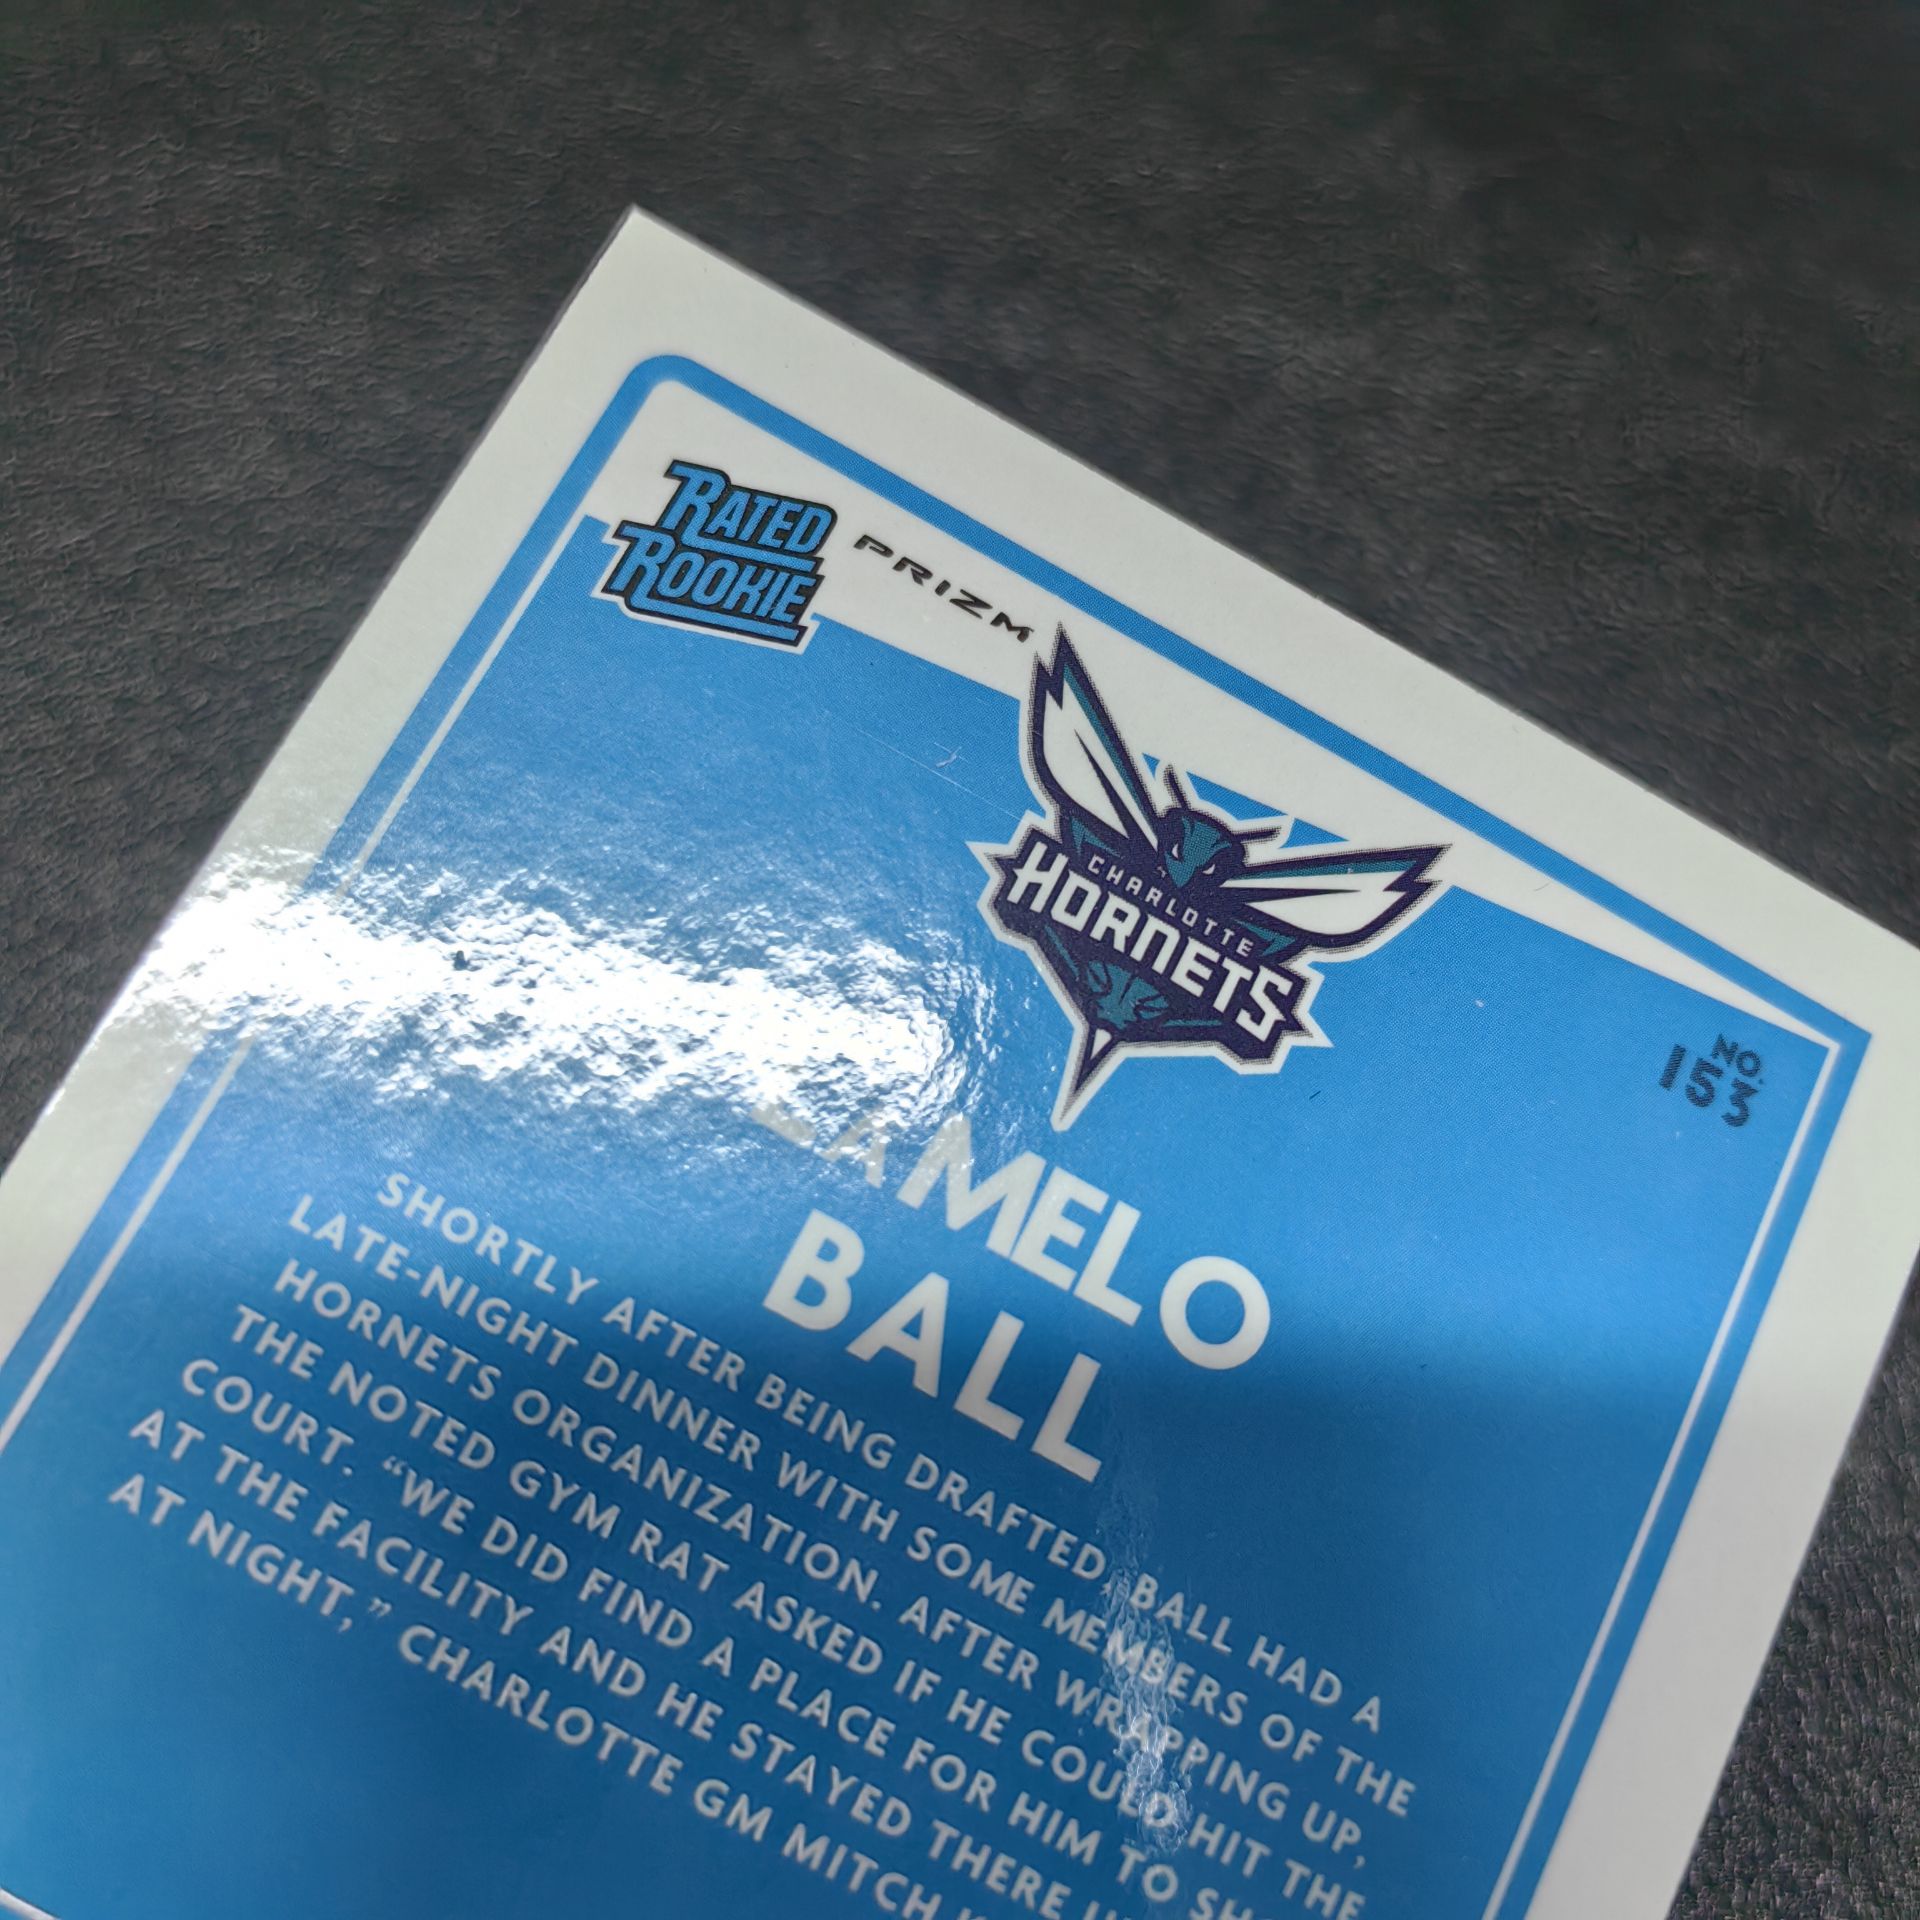 RATED
ROOKIE
PRIZM
CHARLOTTE
HORNETS
NO.
153
LAMELO
BALL
SHORTLY AFTER BEING DRAFTED, BALL HAD A
LATE-NIGHT DINNER WITH SOME MEMBERS OF THE
HORNETS ORGANIZATION. AFTER WRAPPING UP,
THE NOTED GYM RAT ASKED IF HE COULD HIT THE
COURT. “WE DID FIND A PLACE FOR HIM TO
AT THE FACILITY AND HE STAYED THERE
AT NIGHT,” CHARLOTTE GM MITCH